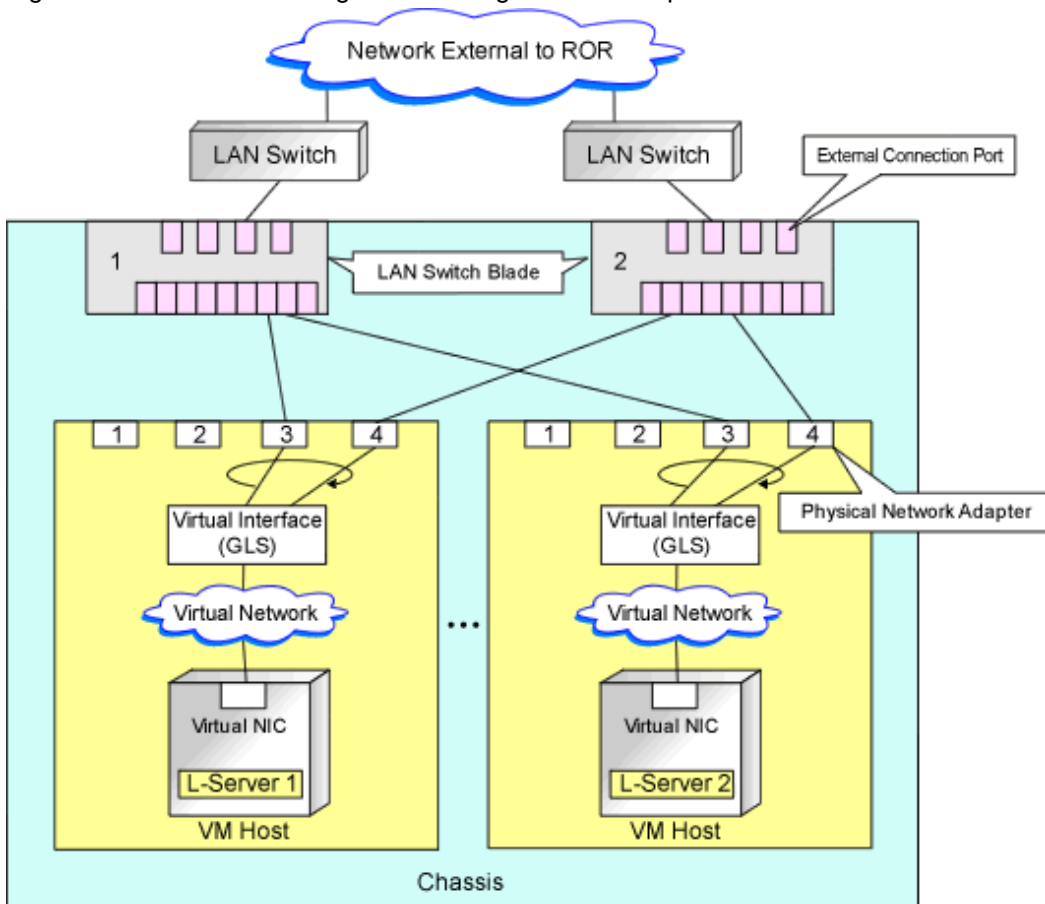 Network External to ROR
LAN Switch
LAN Switch
External Connection Port
1
LAN Switch Blade
2
1 2 3 4
1 2 3 4
Virtual Interface
(GLS)
Virtual Interface
(GLS)
Physical Network Adapter
Virtual Network
...
Virtual Network
Virtual NIC
Virtual NIC
L-Server 1
L-Server 2
VM Host
VM Host
Chassis